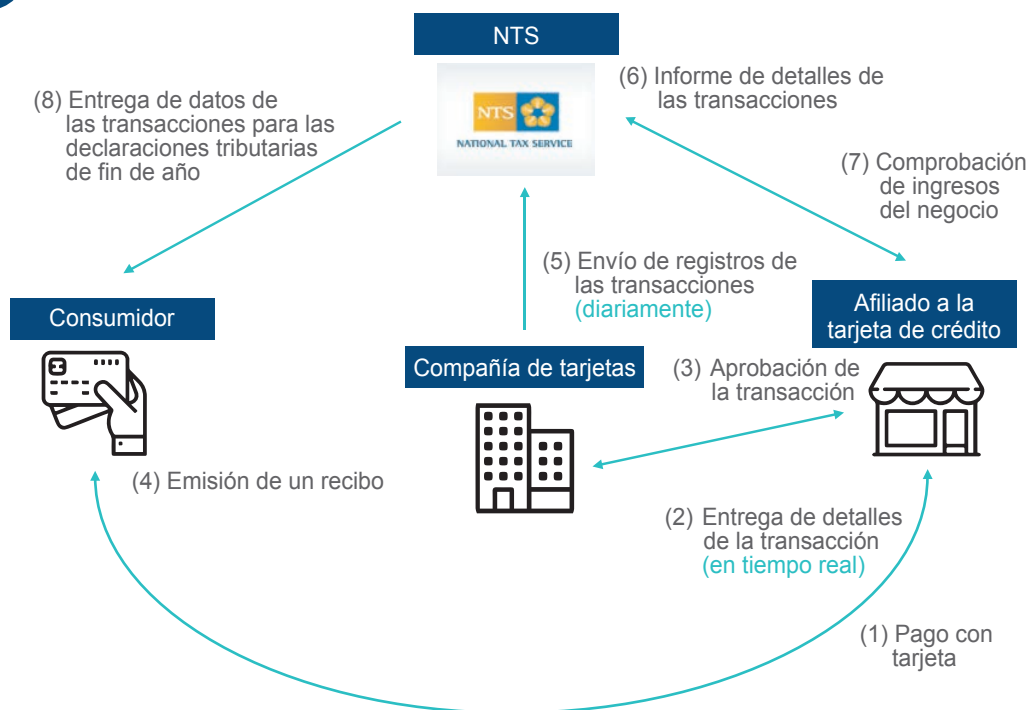 NTS
(8) Entrega de datos de
las transacciones para las
declaraciones tributarias
de fin de año
NTS
NATIONAL TAX SERVICE
(6) Informe de detalles de
las transacciones
(7) Comprobación
de ingresos
del negocio
(5) Envío de registros de
las transacciones
(diariamente)
Consumidor
Afiliado a la
tarjeta de crédito
Compañía de tarjetas
(3) Aprobación de
la transacción
(4) Emisión de un recibo
(2) Entrega de detalles
de la transacción
(en tiempo real)
(1) Pago con
tarjeta